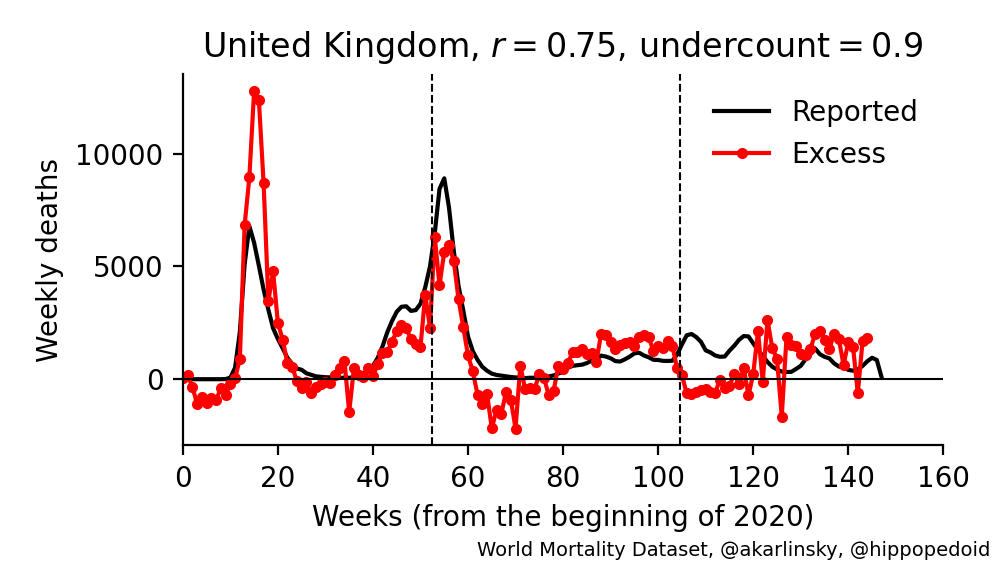 United Kingdom, r = 0.75, undercount = 0.9
Reported
Excess
Weekly deaths
10000
5000
0
0 20 40 60 80 100 120 140 160
Weeks (from the beginning of 2020)
World Mortality Dataset, @akarlinsky, @hippopedoid